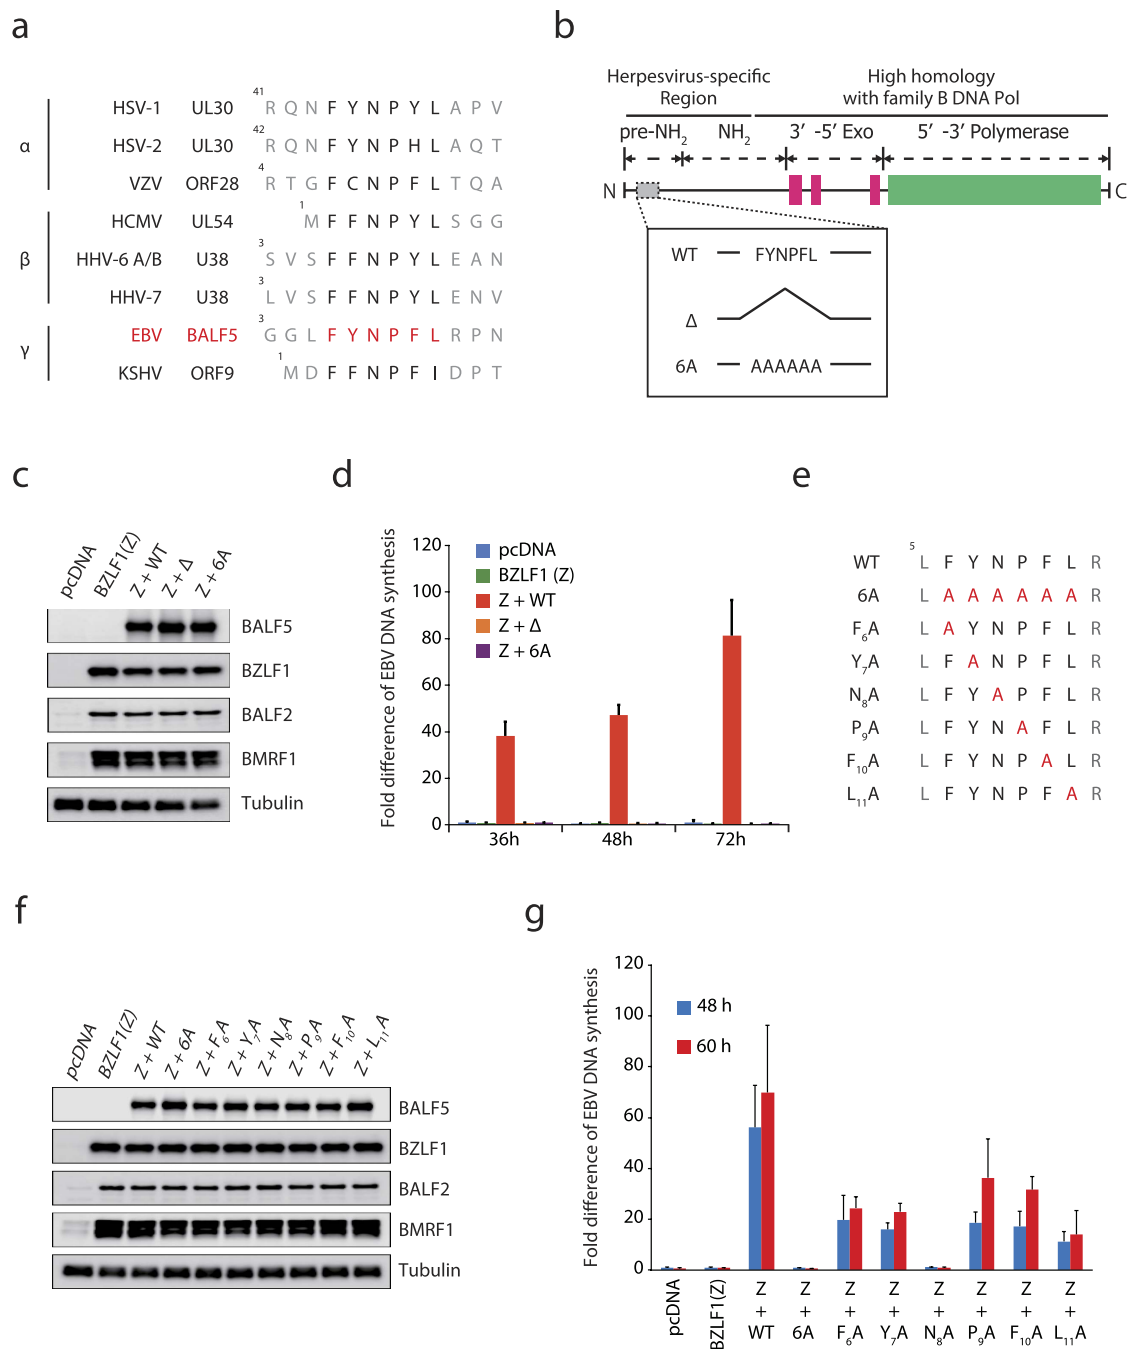 a
α
HSV-1 UL30 41 R Q N F Y N P Y L A P V
HSV-2 UL30 42 R Q N F Y N P H L A Q T
VZV ORF28 4 R T G F C N P F L T Q A
β
HCMV UL54 1 M F F N P Y L S G G
HHV-6 A/B U38 3 S V S F F N P Y L E A N
HHV-7 U38 3 L V S F F N P Y L E N V
γ
EBV BALF5 3 G G L F Y N P F L R P N
KSHV ORF9 1 M D F F N P F I D P T
b
Herpesvirus-specific
Region
High homology
with family B DNA Pol
pre-NH2 NH2 3′ -5′ Exo 5′ -3′ Polymerase
N C
WT FYNPFL
Δ
6A AAAAAA
c
pcDNA
BZLF1(Z)
Z + WT
Z + Δ
Z + 6A
BALF5
BZLF1
BALF2
BMRF1
Tubulin
d
Fold difference of EBV DNA synthesis
120
100
80
60
40
20
0
pcDNA
BZLF1 (Z)
Z + WT
Z + Δ
Z + 6A
36h 48h 72h
e
WT 5 L F Y N P F L R
6A L A A A A A A R
F6A L A Y N P F L R
Y7A L F A N P F L R
N8A L F Y A P F L R
P9A L F Y N A F L R
F10A L F Y N P A L R
L11A L F Y N P F A R
f
pcDNA
BZLF1(Z)
Z + WT
Z + 6A
Z + F6A
Z + Y7A
Z + N8A
Z + P9A
Z + F10A
Z + L11A
BALF5
BZLF1
BALF2
BMRF1
Tubulin
g
Fold difference of EBV DNA synthesis
120
100
80
60
40
20
0
48 h
60 h
pcDNA
BZLF1(Z)
Z + WT
Z + 6A
Z + F6A
Z + Y7A
Z + N8A
Z + P9A
Z + F10A
Z + L11A